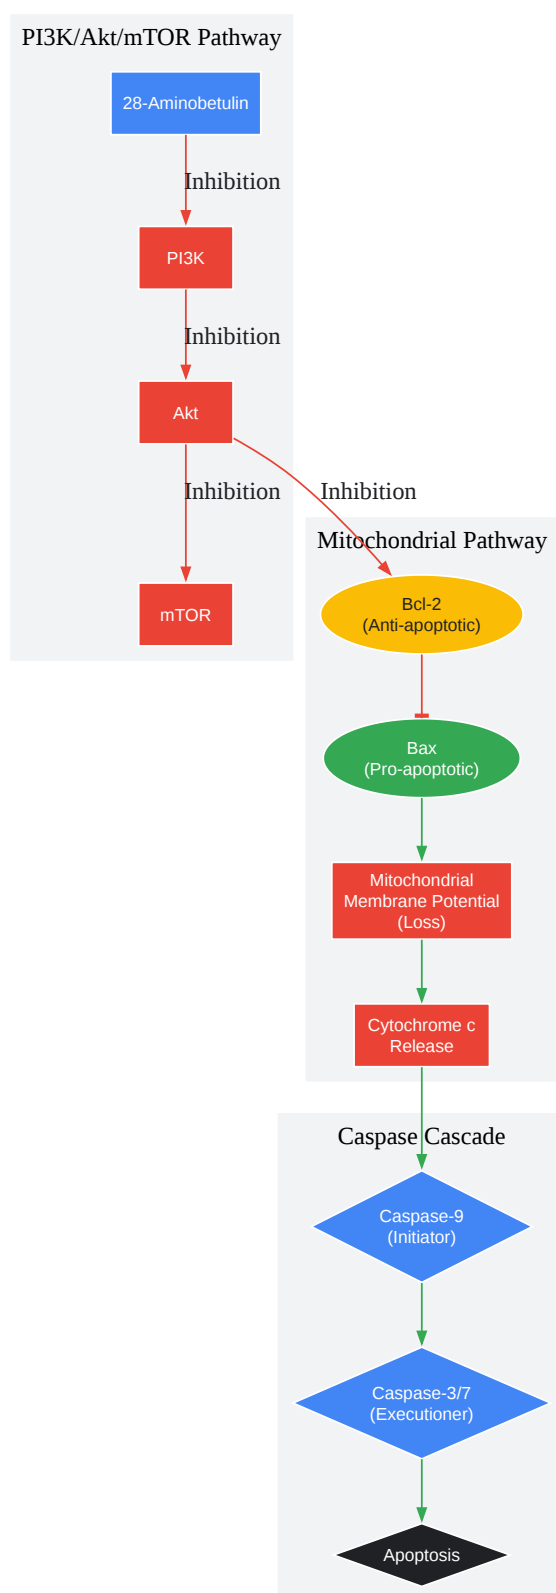 PI3K/Akt/mTOR Pathway
28-Aminobetulin
Inhibition
PI3K
Inhibition
Akt
Inhibition
Inhibition
mTOR
Mitochondrial Pathway
Bcl-2
(Anti-apoptotic)
Bax
(Pro-apoptotic)
Mitochondrial
Membrane Potential
(Loss)
Cytochrome c
Release
Caspase Cascade
Caspase-9
(Initiator)
Caspase-3/7
(Executioner)
Apoptosis